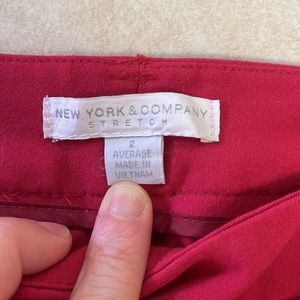 NEW YORK & COMPANY
STRETCH
2
AVERAGE
MADE IN
VIETNAM